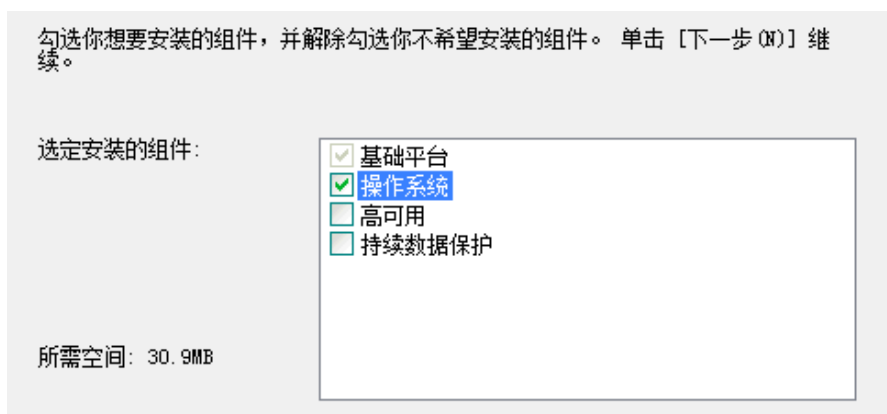 勾选你想要安装的组件，并解除勾选你不希望安装的组件。 单击 [下一步(N)] 继
续。
选定安装的组件:
基础平台
操作系统
高可用
持续数据保护
所需空间: 30.9MB